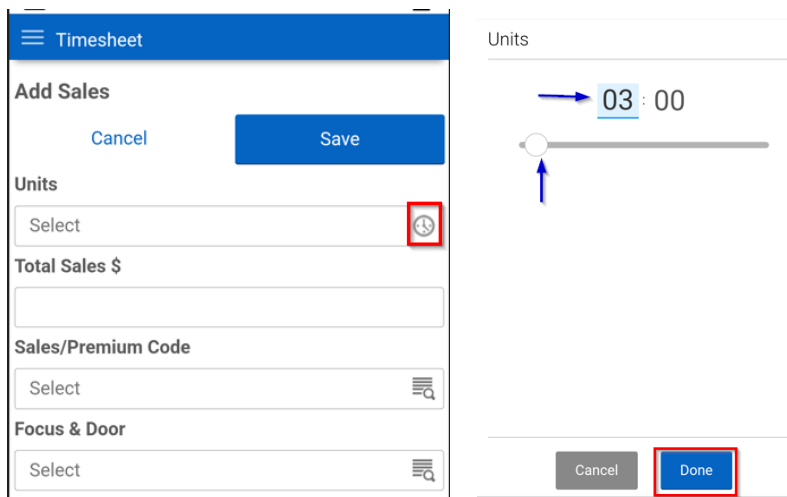 Timesheet
Add Sales
Cancel
Save
Units
Select
Total Sales $
Sales/Premium Code
Select
Focus & Door
Select
Units
03 : 00
Cancel
Done